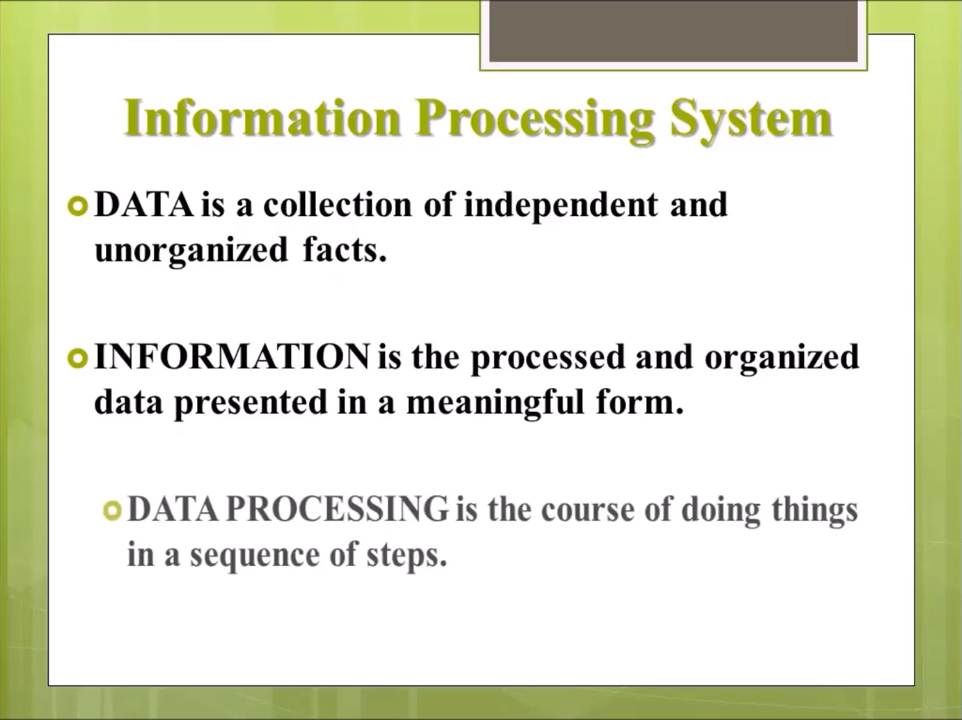 Information Processing System
DATA is a collection of independent and
unorganized facts.
INFORMATION is the processed and organized
data presented in a meaningful form.
DATA PROCESSING is the course of doing things
in a sequence of steps.